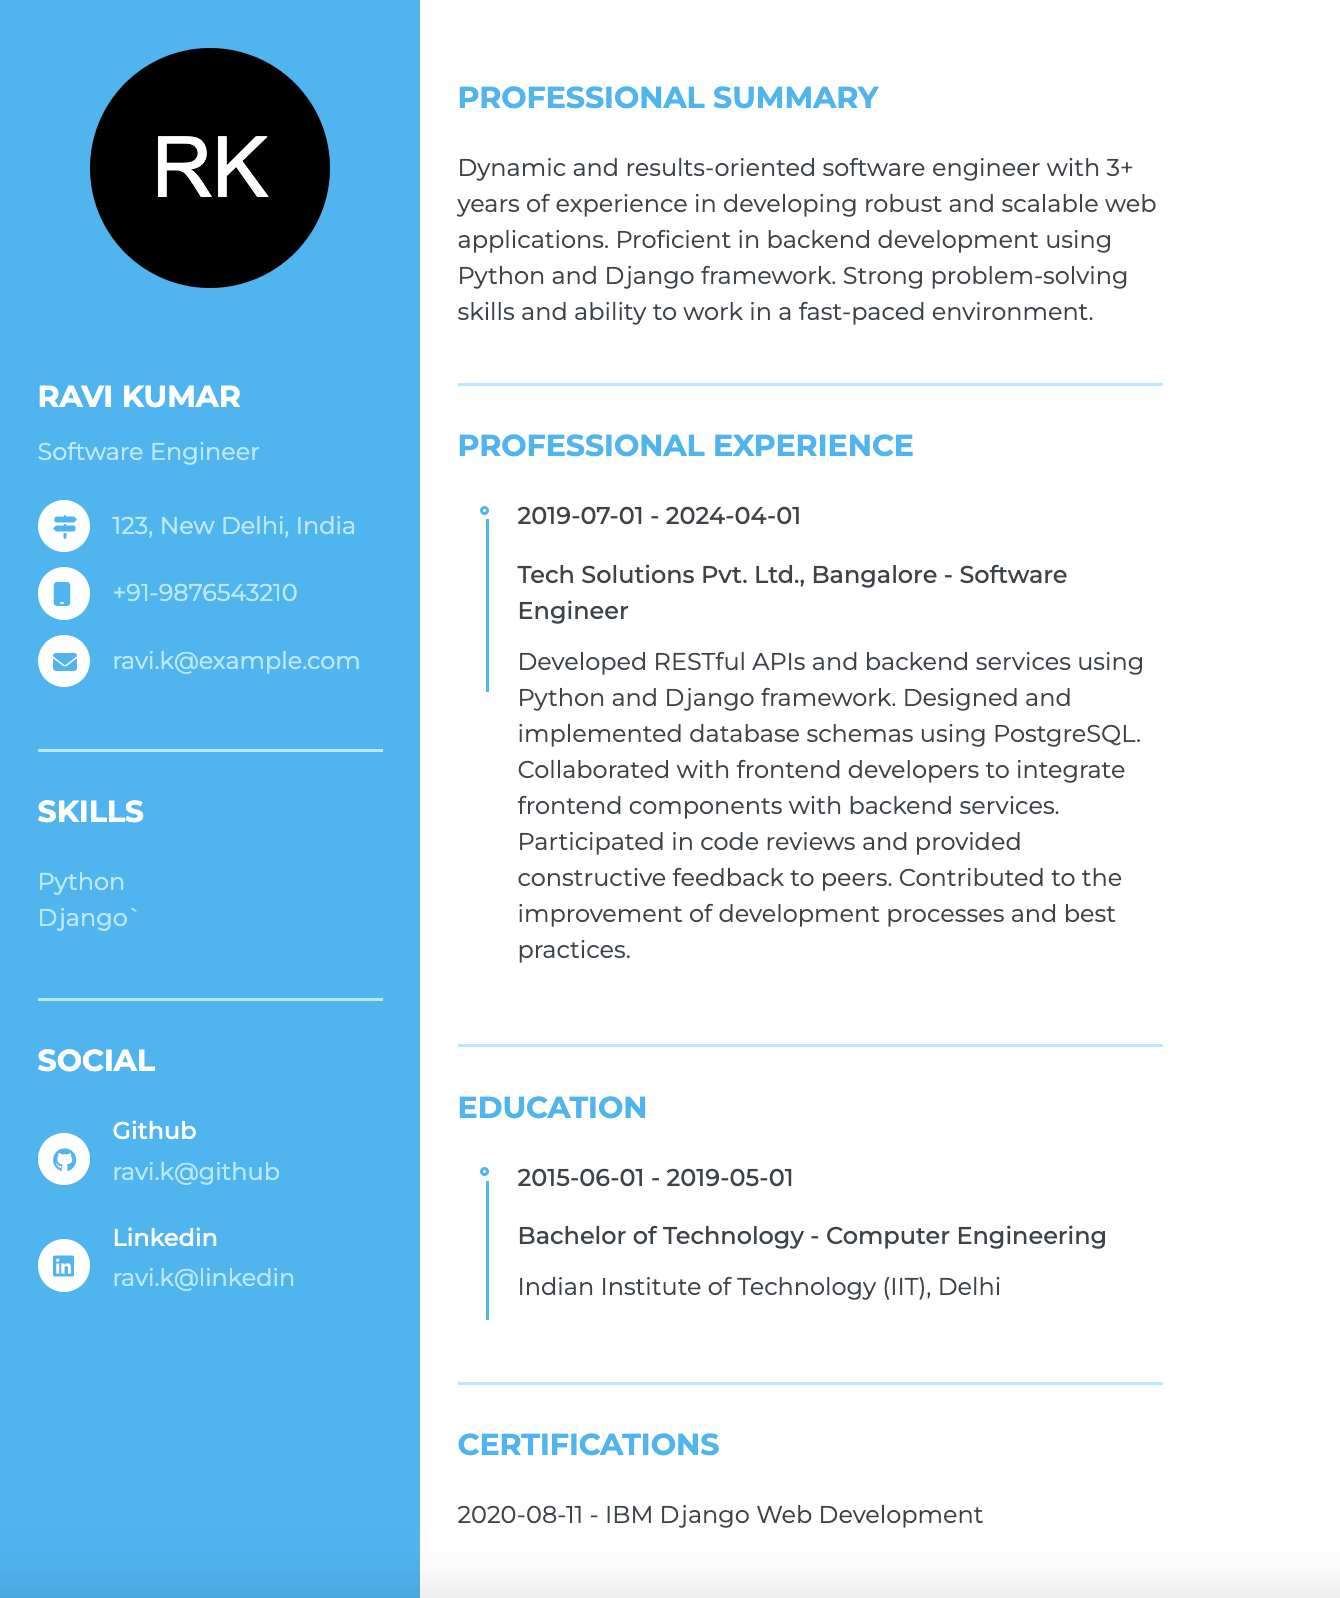 RK
RAVI KUMAR
Software Engineer
123, New Delhi, India
+91-9876543210
ravi.k@example.com
SKILLS
Python
Django`
SOCIAL
Github
ravi.k@github
Linkedin
ravi.k@linkedin
PROFESSIONAL SUMMARY
Dynamic and results-oriented software engineer with 3+
years of experience in developing robust and scalable web
applications. Proficient in backend development using
Python and Django framework. Strong problem-solving
skills and ability to work in a fast-paced environment.
PROFESSIONAL EXPERIENCE
2019-07-01 - 2024-04-01
Tech Solutions Pvt. Ltd., Bangalore - Software
Engineer
Developed RESTful APIs and backend services using
Python and Django framework. Designed and
implemented database schemas using PostgreSQL.
Collaborated with frontend developers to integrate
frontend components with backend services.
Participated in code reviews and provided
constructive feedback to peers. Contributed to the
improvement of development processes and best
practices.
EDUCATION
2015-06-01 - 2019-05-01
Bachelor of Technology - Computer Engineering
Indian Institute of Technology (IIT), Delhi
CERTIFICATIONS
2020-08-11 - IBM Django Web Development